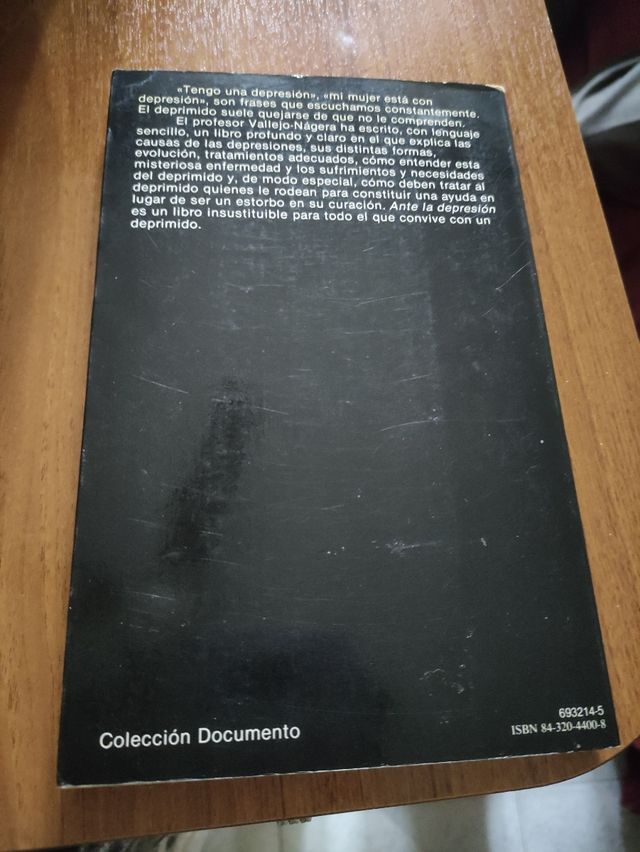 «Tengo una depresión», «mi mujer está con
depresión», son frases que escuchamos constantemente.
El deprimido suele quejarse de que no le comprenden.
El profesor Vallejo-Nágera ha escrito, con lenguaje
sencillo, un libro profundo y claro en el que explica las
causas de las depresiones, sus distintas formas,
evolución, tratamientos adecuados, cómo entender esta
misteriosa enfermedad y los sufrimientos y necesidades
del deprimido y, de modo especial, cómo deben tratar al
deprimido quienes le rodean para constituir una ayuda en
lugar de ser un estorbo en su curación. Ante la depresión
es un libro insustituible para todo el que convive con un
deprimido.
Colección Documento
693214-5
ISBN 84-320-4400-8